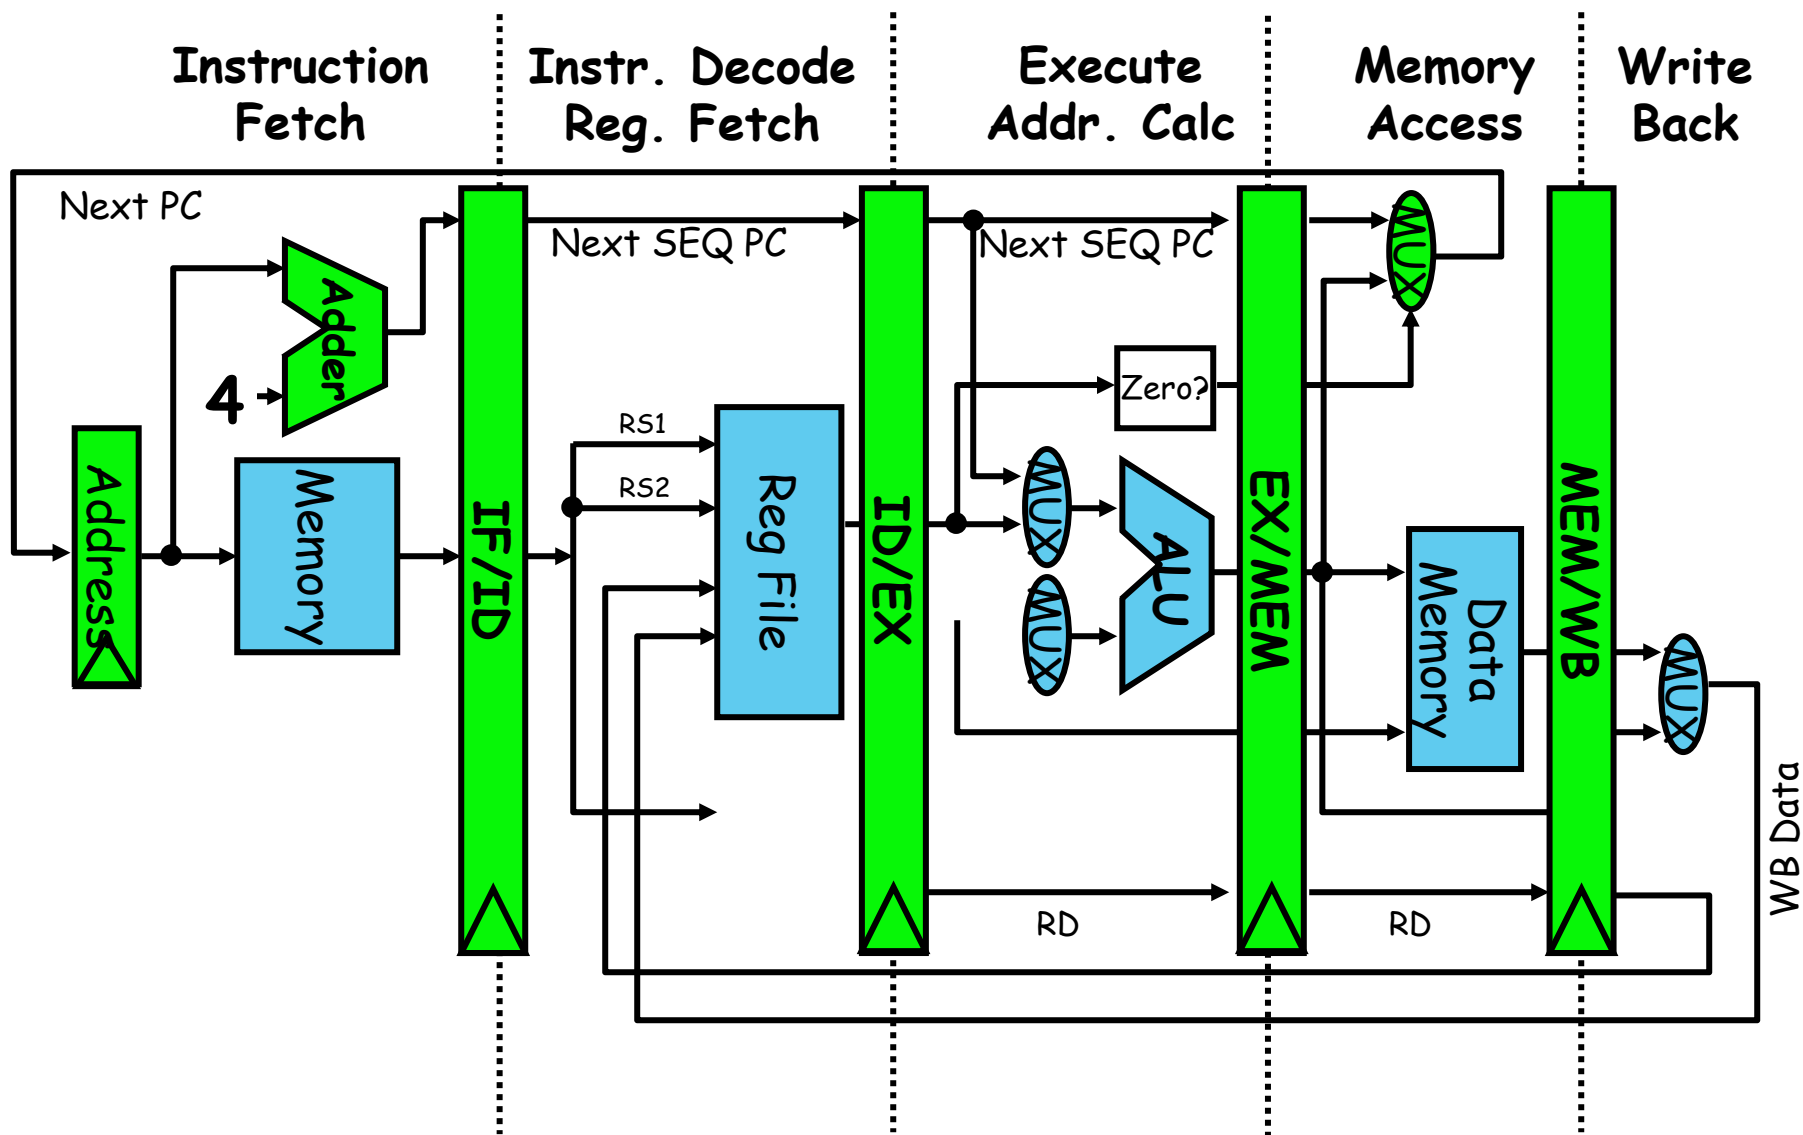 Instruction
Fetch
Instr. Decode
Reg. Fetch
Execute
Addr. Calc
Memory
Access
Write
Back
Next PC
Next SEQ PC
Next SEQ PC
MUX
Adder
4
Zero?
RS1
RS2
Address
Memory
IF/ID
Reg File
ID/EX
MUX
MUX
ALU
EX/MEM
Data
Memory
MEM/WB
MUX
WB Data
RD
RD